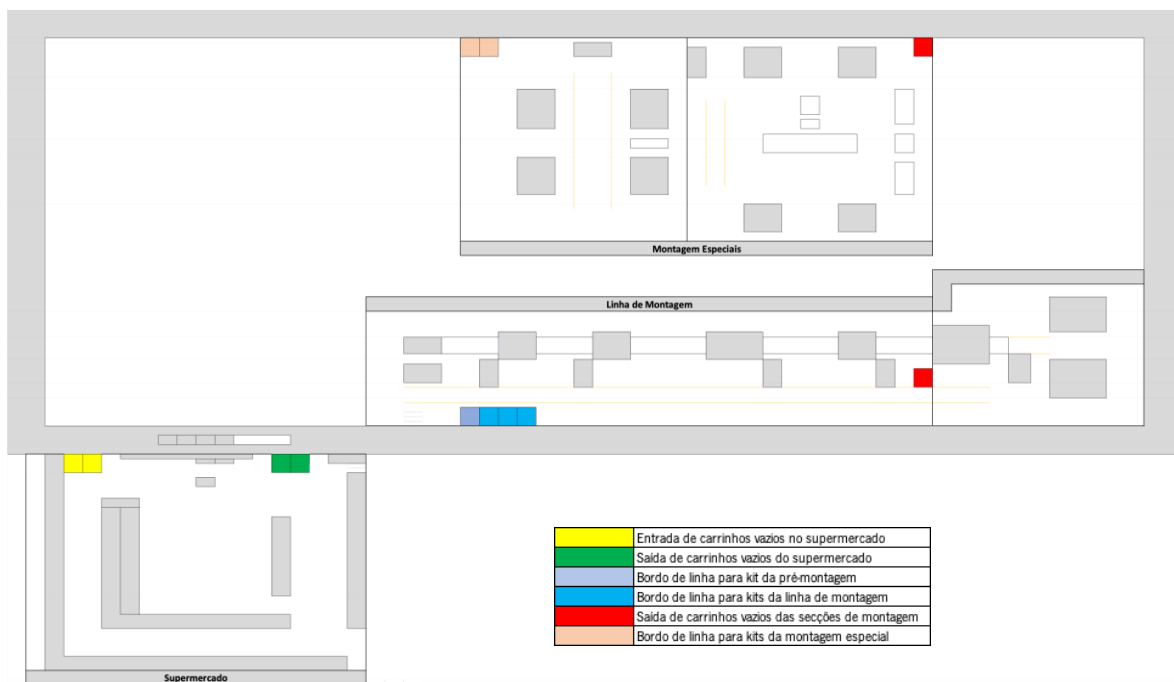 Montagem Especiais
Linha de Montagem
Entrada de carrinhos vazios no supermercado
Saída de carrinhos vazios do supermercado
Bordo de linha para kit da pré-montagem
Bordo de linha para kits da linha de montagem
Saída de carrinhos vazios das secções de montagem
Bordo de linha para kits da montagem especial
Supermercado